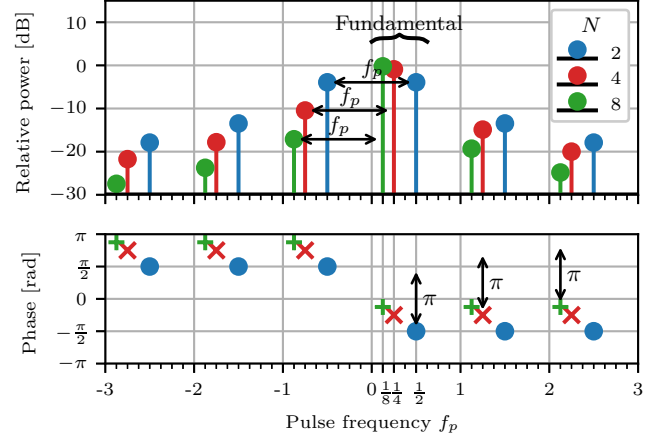 Fundamental
N
2
4
8
Relative power [dB]
10
0
−10
−20
−30
f_p
f_p
f_p
Phase [rad]
π
π/2
0
−π/2
−π
π
π
π
-3 -2 -1 0 1/8 1/4 1/2 1 2 3
Pulse frequency f_p